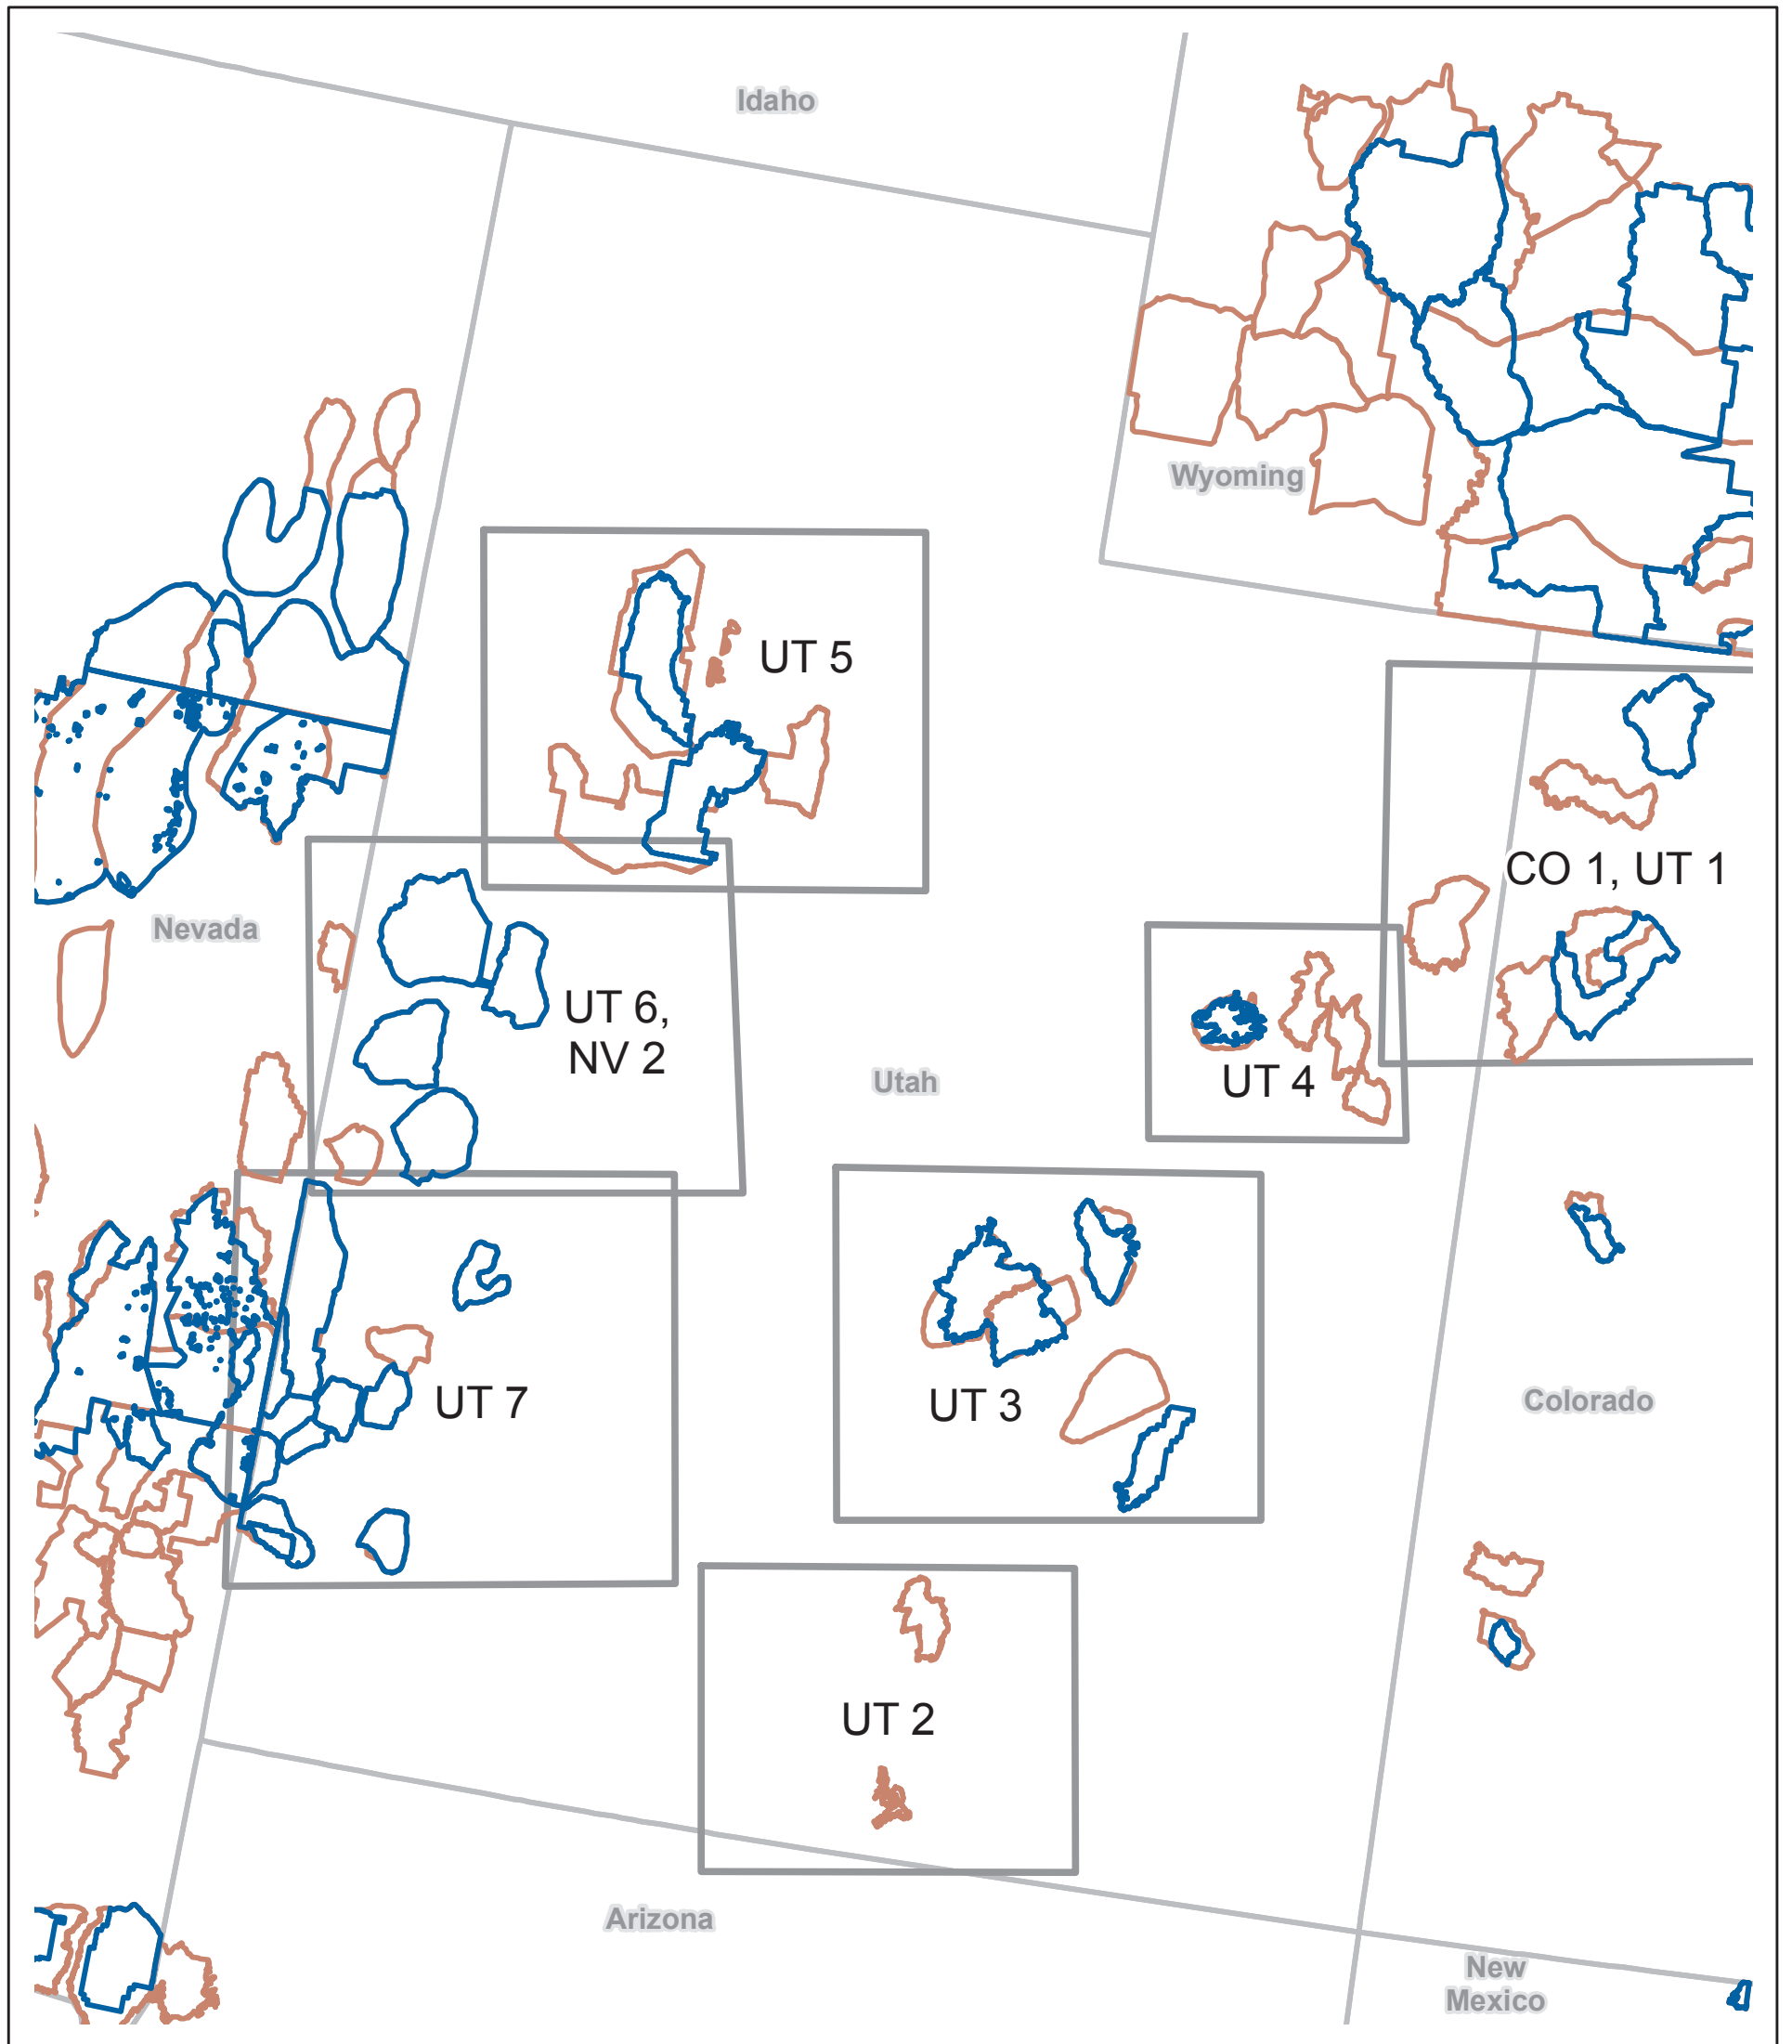 Idaho
Wyoming
UT 5
CO 1, UT 1
Nevada
UT 6,
NV 2
Utah
UT 4
UT 7
UT 3
Colorado
UT 2
Arizona
New
Mexico